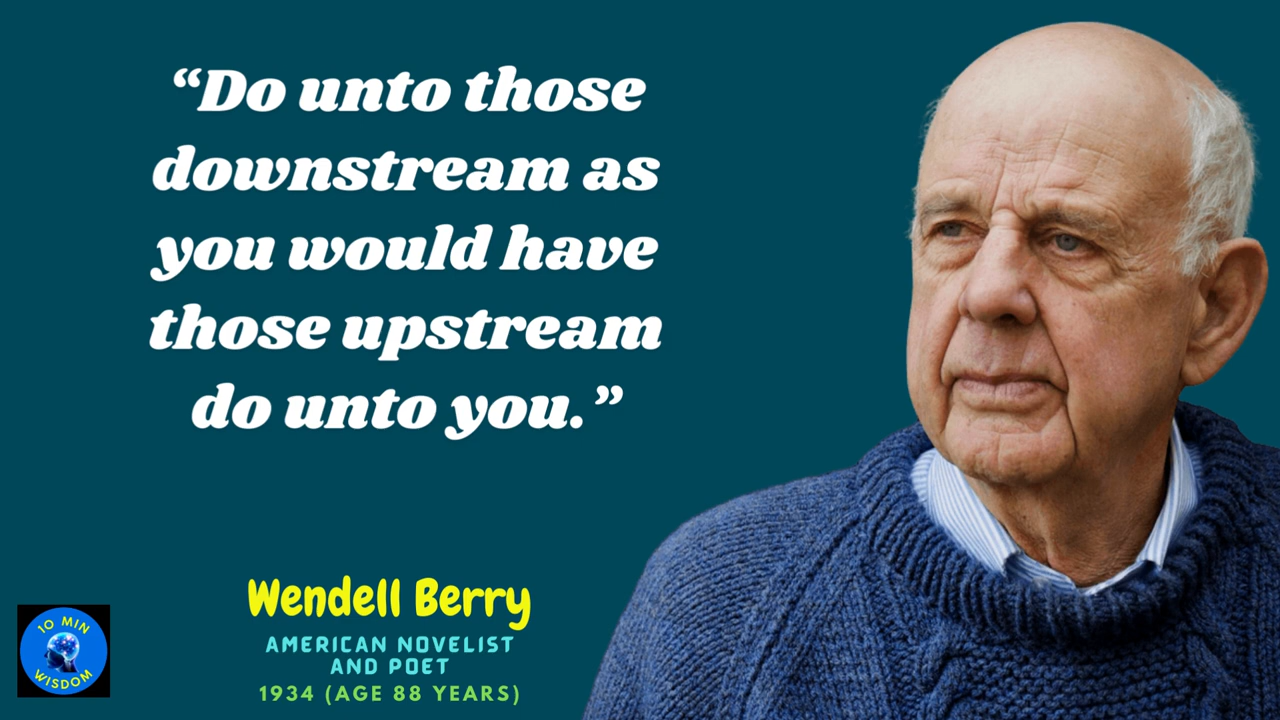 “Do unto those
downstream as
you would have
those upstream
do unto you.”
Wendell Berry
AMERICAN NOVELIST
AND POET
1934 (AGE 88 YEARS)
10 MIN
WISDOM